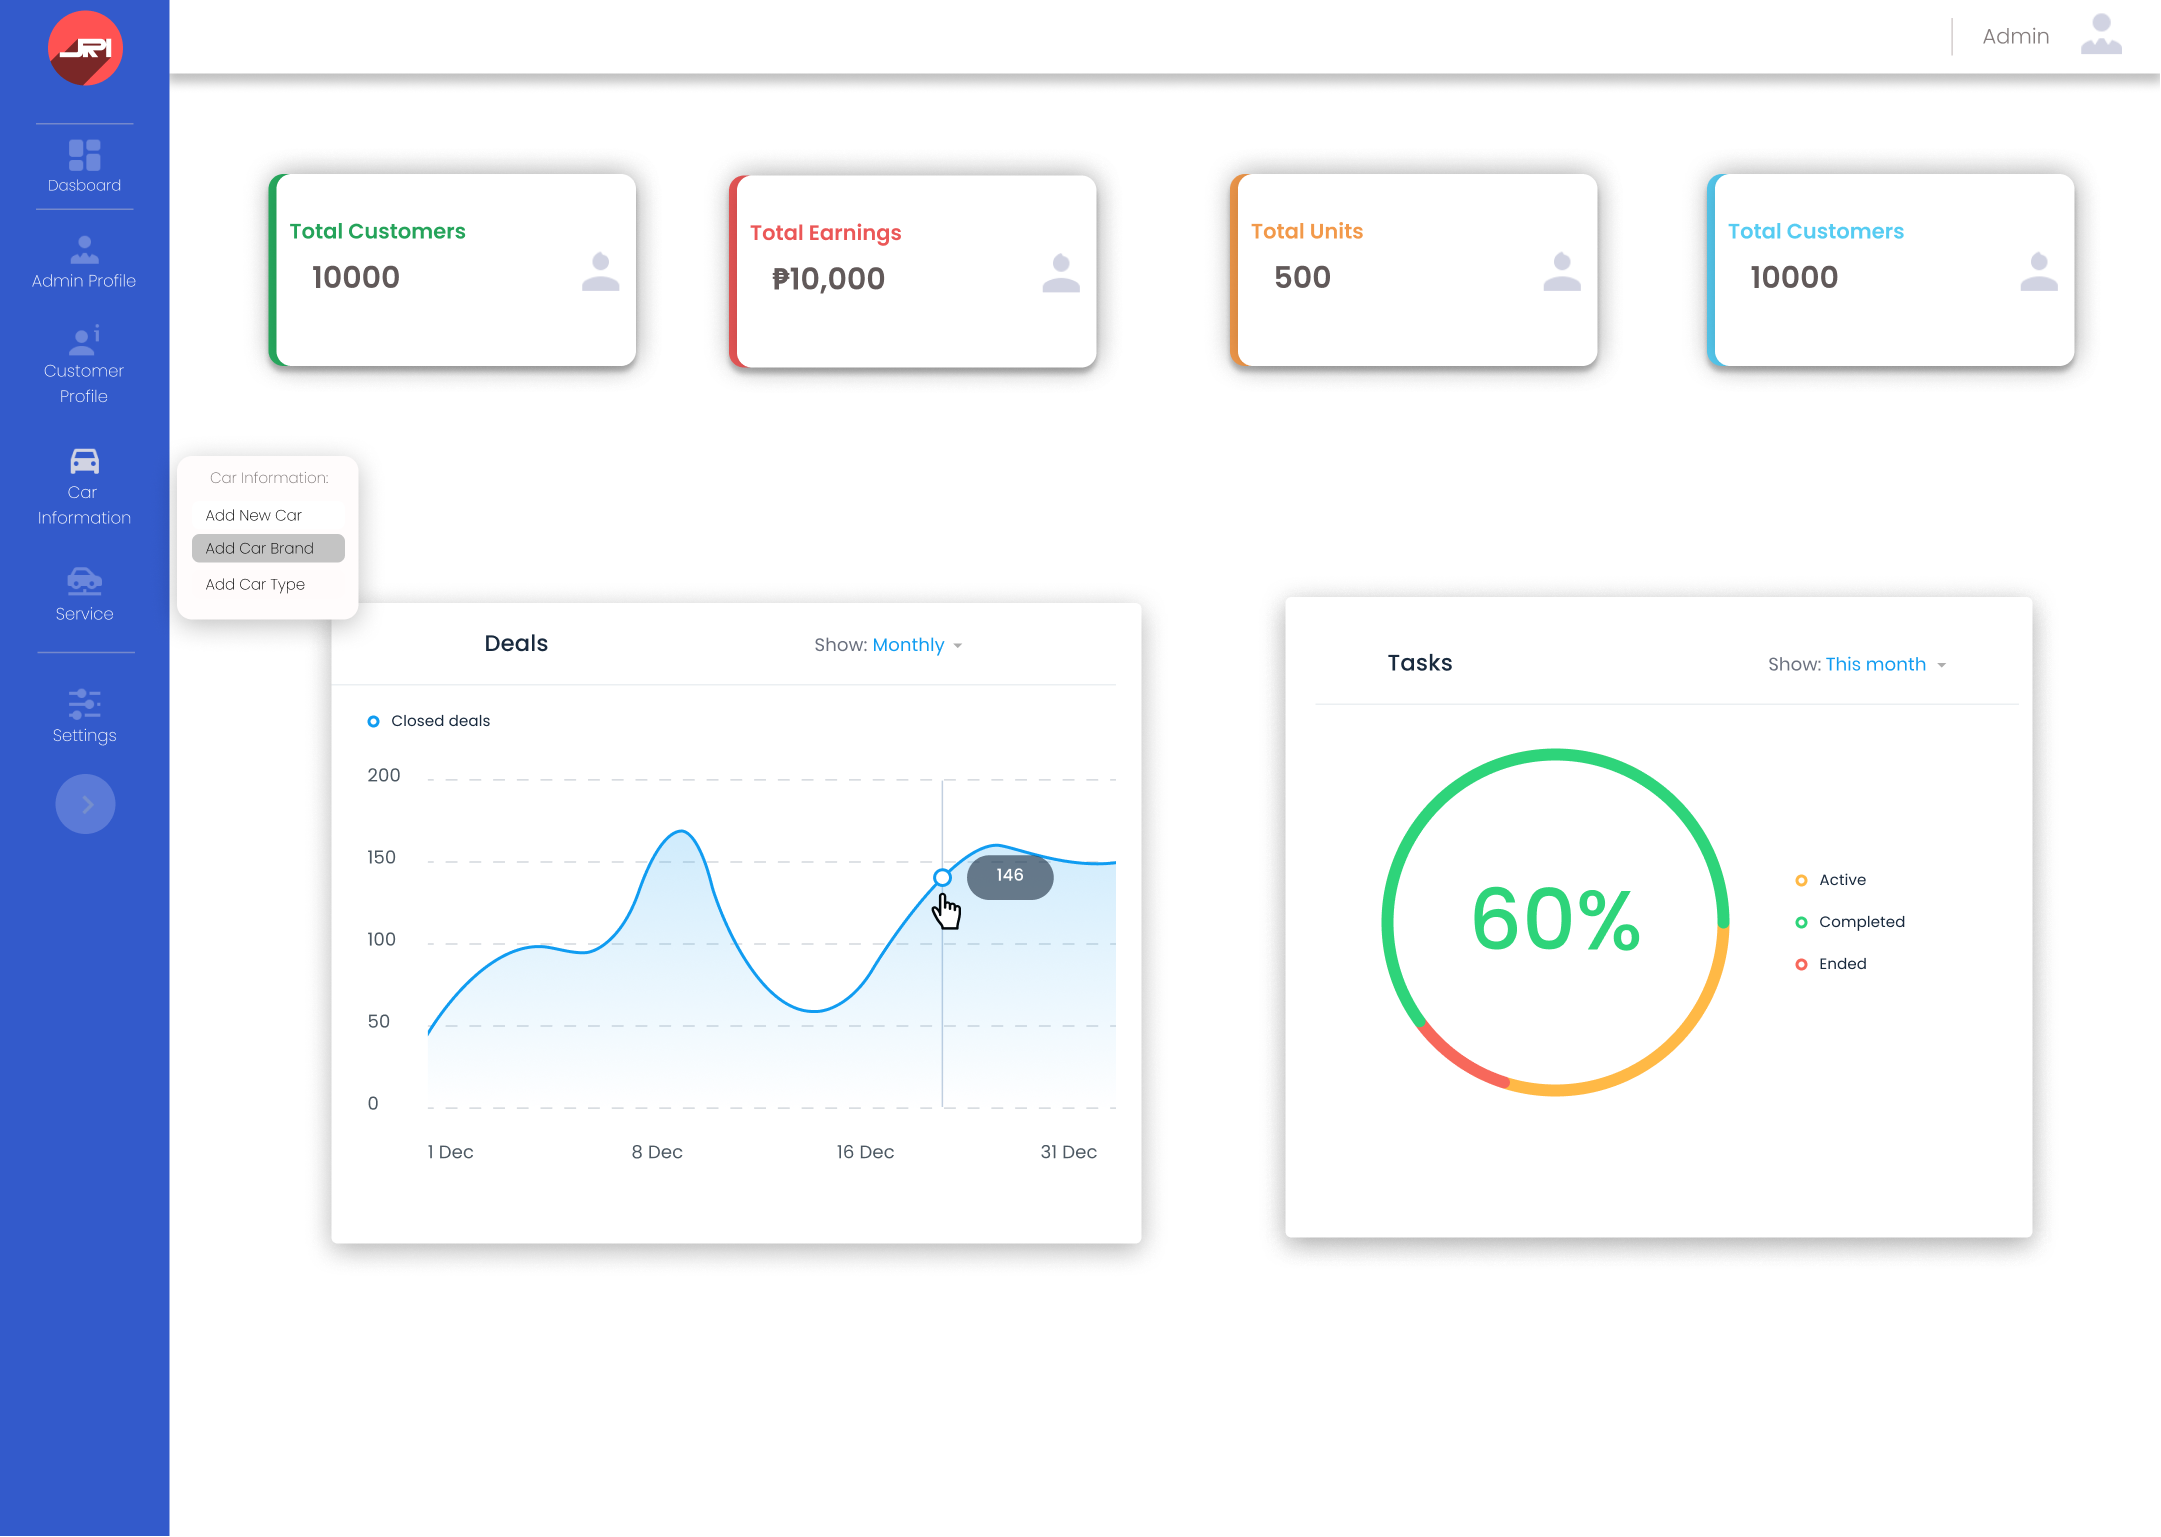 JRI
Admin
Dasboard
Admin Profile
Customer
Profile
Car
Information
Service
Settings
Total Customers
10000
Total Earnings
₱10,000
Total Units
500
Total Customers
10000
Car Information:
Add New Car
Add Car Brand
Add Car Type
Deals
Show: Monthly
Closed deals
200
150
100
50
0
146
1 Dec
8 Dec
16 Dec
31 Dec
Tasks
Show: This month
60%
Active
Completed
Ended